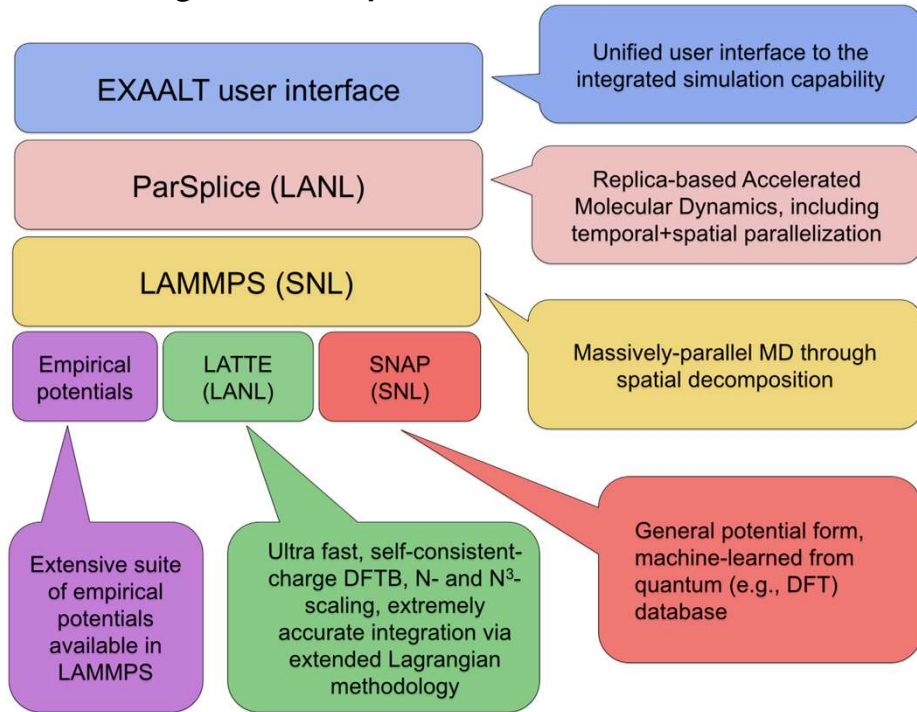 EXAALT user interface
Unified user interface to the
integrated simulation capability
ParSplice (LANL)
Replica-based Accelerated
Molecular Dynamics, including
temporal+spatial parallelization
LAMMPS (SNL)
Massively-parallel MD through
spatial decomposition
Empirical
potentials
LATTE
(LANL)
SNAP
(SNL)
Extensive suite
of empirical
potentials
available in
LAMMPS
Ultra fast, self-consistent-
charge DFTB, N- and N³-
scaling, extremely
accurate integration via
extended Lagrangian
methodology
General potential form,
machine-learned from
quantum (e.g., DFT)
database